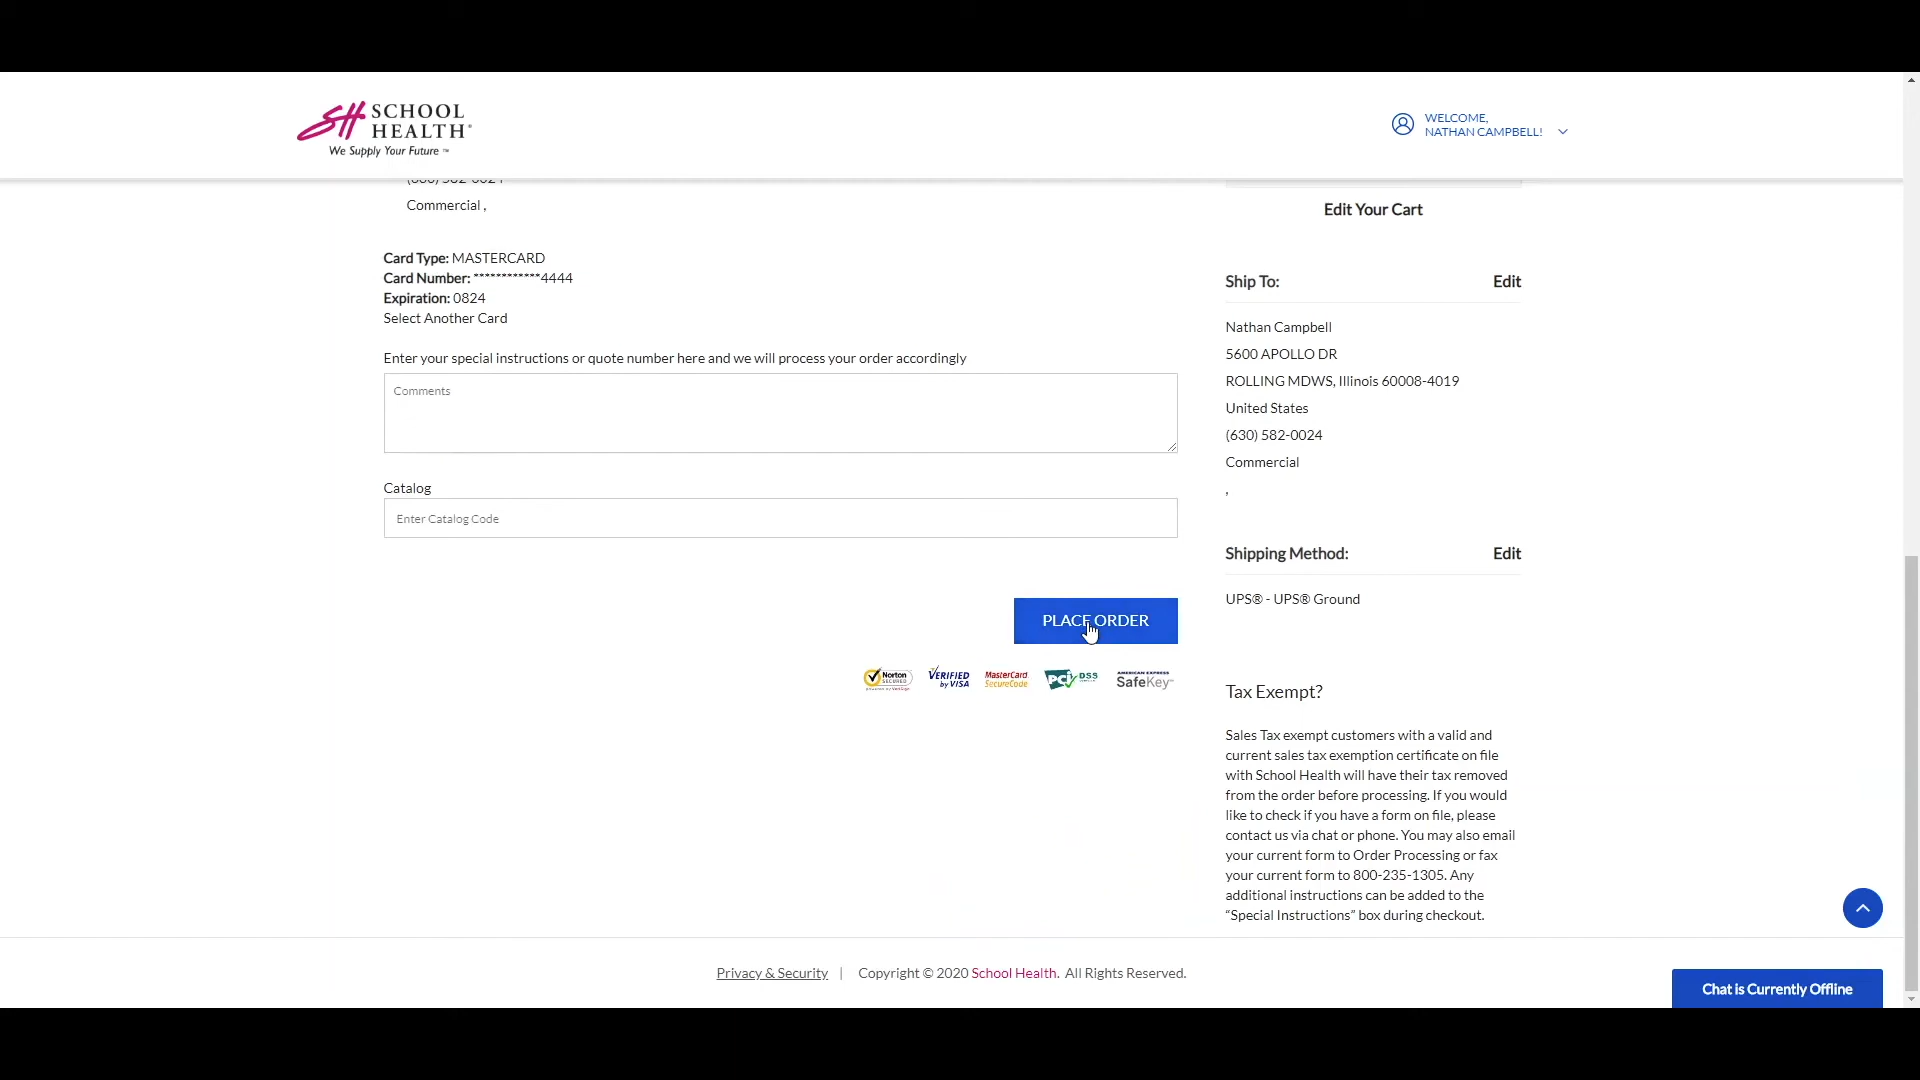 SCHOOL
HEALTH®
We Supply Your Future ™
WELCOME,
NATHAN CAMPBELL!
Commercial ,
Card Type: MASTERCARD
Card Number: ************4444
Expiration: 0824
Select Another Card
Enter your special instructions or quote number here and we will process your order accordingly
Comments
Catalog
Enter Catalog Code
PLACE ORDER
Norton
SECURED
VERIFIED
by VISA
MasterCard
SecureCode
PCI DSS
AMERICAN EXPRESS
SafeKey
Edit Your Cart
Ship To: Edit
Nathan Campbell
5600 APOLLO DR
ROLLING MDWS, Illinois 60008-4019
United States
(630) 582-0024
Commercial
,
Shipping Method: Edit
UPS® - UPS® Ground
Tax Exempt?
Sales Tax exempt customers with a valid and
current sales tax exemption certificate on file
with School Health will have their tax removed
from the order before processing. If you would
like to check if you have a form on file, please
contact us via chat or phone. You may also email
your current form to Order Processing or fax
your current form to 800-235-1305. Any
additional instructions can be added to the
“Special Instructions” box during checkout.
Privacy & Security | Copyright © 2020 School Health. All Rights Reserved.
Chat is Currently Offline